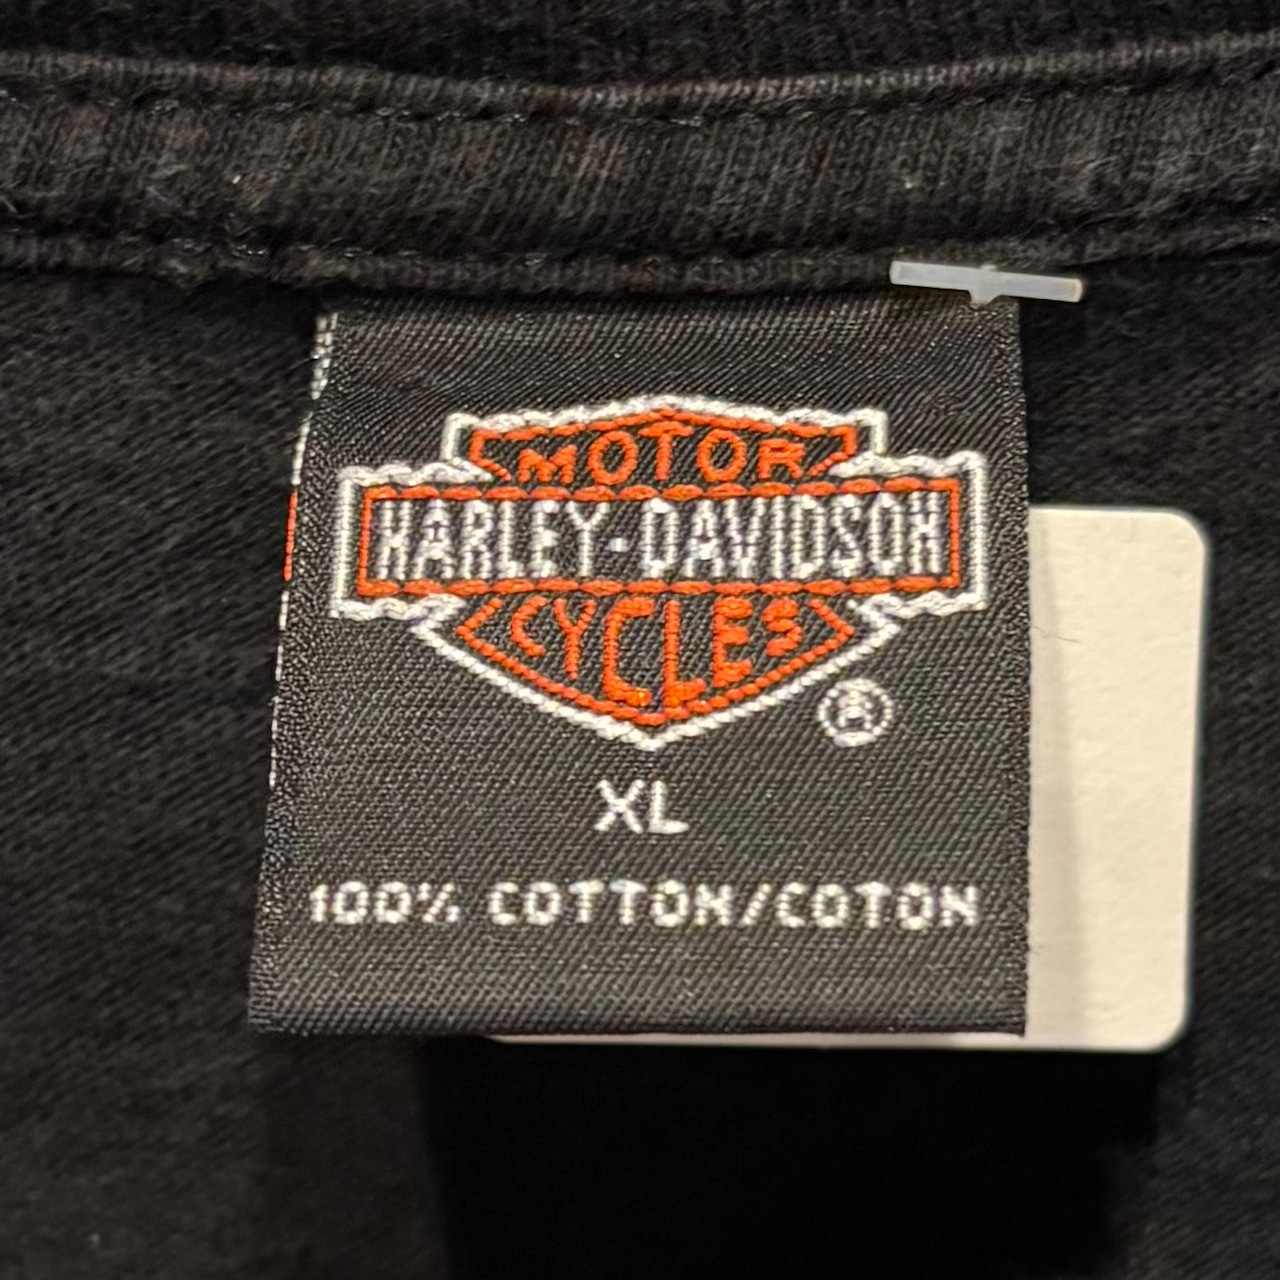 MOTOR
HARLEY-DAVIDSON
CYCLES
®
XL
100% COTTON/COTON